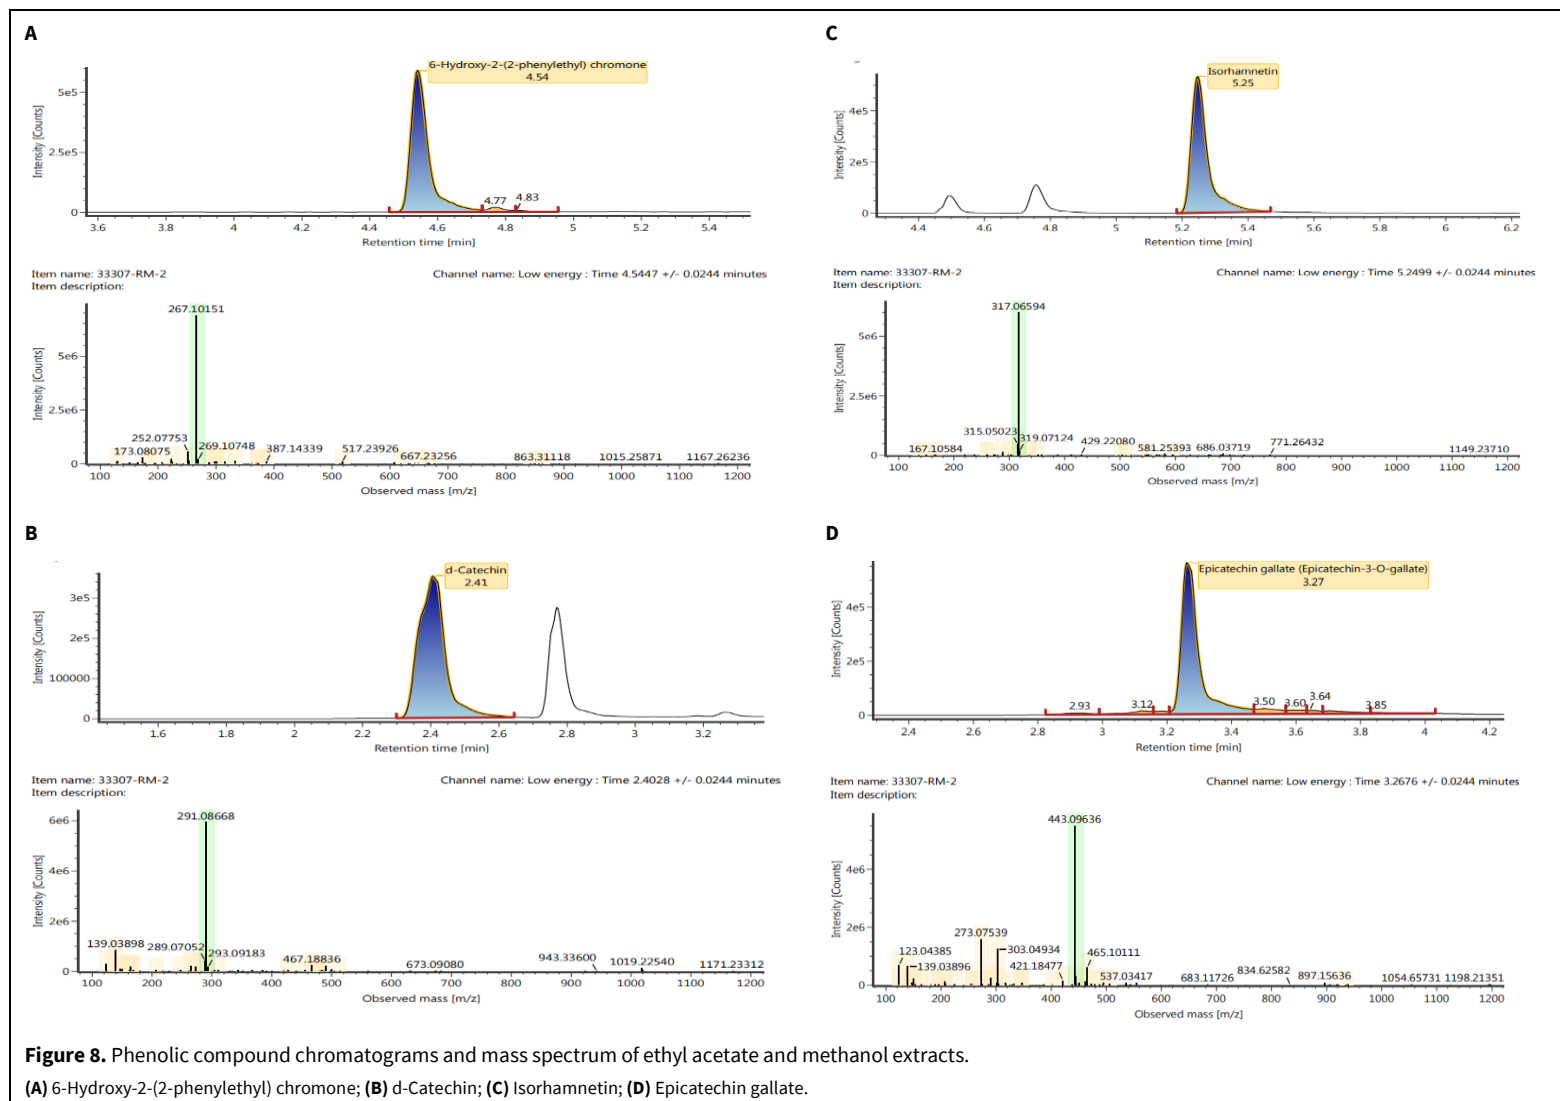 A
6-Hydroxy-2-(2-phenylethyl) chromone
4.54
5e5
2.5e5
0
Intensity [Counts]
4.77
4.83
3.6 3.8 4 4.2 4.4 4.6 4.8 5 5.2 5.4
Retention time [min]
Item name: 33307-RM-2
Channel name: Low energy : Time 4.5447 +/- 0.0244 minutes
Item description:
267.10151
5e6
2.5e6
0
Intensity [Counts]
252.07753
173.08075
269.10748
387.14339
517.23926
667.23256
863.31118
1015.25871
1167.26236
100 200 300 400 500 600 700 800 900 1000 1100 1200
Observed mass [m/z]
C
Isorhamnetin
5.25
4e5
2e5
0
Intensity [Counts]
4.4 4.6 4.8 5 5.2 5.4 5.6 5.8 6 6.2
Retention time [min]
Item name: 33307-RM-2
Channel name: Low energy : Time 5.2499 +/- 0.0244 minutes
Item description:
317.06594
5e6
2.5e6
0
Intensity [Counts]
315.05023
167.10584
319.07124
429.22080
581.25393
686.03719
771.26432
1149.23710
100 200 300 400 500 600 700 800 900 1000 1100 1200
Observed mass [m/z]
B
d-Catechin
2.41
3e5
2e5
100000
0
Intensity [Counts]
1.6 1.8 2 2.2 2.4 2.6 2.8 3 3.2
Retention time [min]
Item name: 33307-RM-2
Channel name: Low energy : Time 2.4028 +/- 0.0244 minutes
Item description:
291.08668
6e6
4e6
2e6
0
Intensity [Counts]
139.03898
289.07052
293.09183
467.18836
673.09080
943.33600
1019.22540
1171.23312
100 200 300 400 500 600 700 800 900 1000 1100 1200
Observed mass [m/z]
D
Epicatechin gallate (Epicatechin-3-O-gallate)
3.27
4e5
2e5
0
Intensity [Counts]
2.93
3.12
3.50
3.60
3.64
3.85
2.4 2.6 2.8 3 3.2 3.4 3.6 3.8 4 4.2
Retention time [min]
Item name: 33307-RM-2
Channel name: Low energy : Time 3.2676 +/- 0.0244 minutes
Item description:
443.09636
4e6
2e6
0
Intensity [Counts]
273.07539
123.04385
303.04934
139.03896
421.18477
465.10111
537.03417
683.11726
834.62582
897.15636
1054.65731
1198.21351
100 200 300 400 500 600 700 800 900 1000 1100 1200
Observed mass [m/z]
Figure 8. Phenolic compound chromatograms and mass spectrum of ethyl acetate and methanol extracts.
(A) 6-Hydroxy-2-(2-phenylethyl) chromone; (B) d-Catechin; (C) Isorhamnetin; (D) Epicatechin gallate.